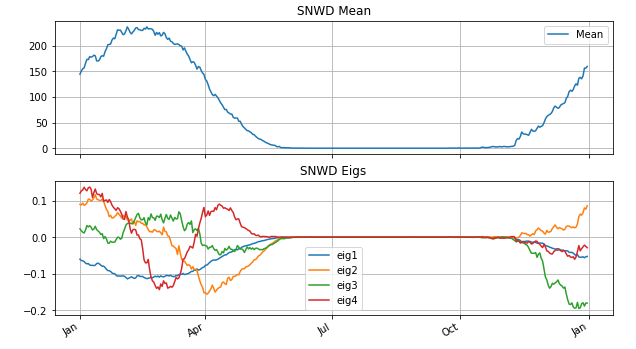 SNWD Mean
200
150
100
50
0
Mean
SNWD Eigs
0.1
0.0
−0.1
−0.2
eig1
eig2
eig3
eig4
Jan
Apr
Jul
Oct
Jan